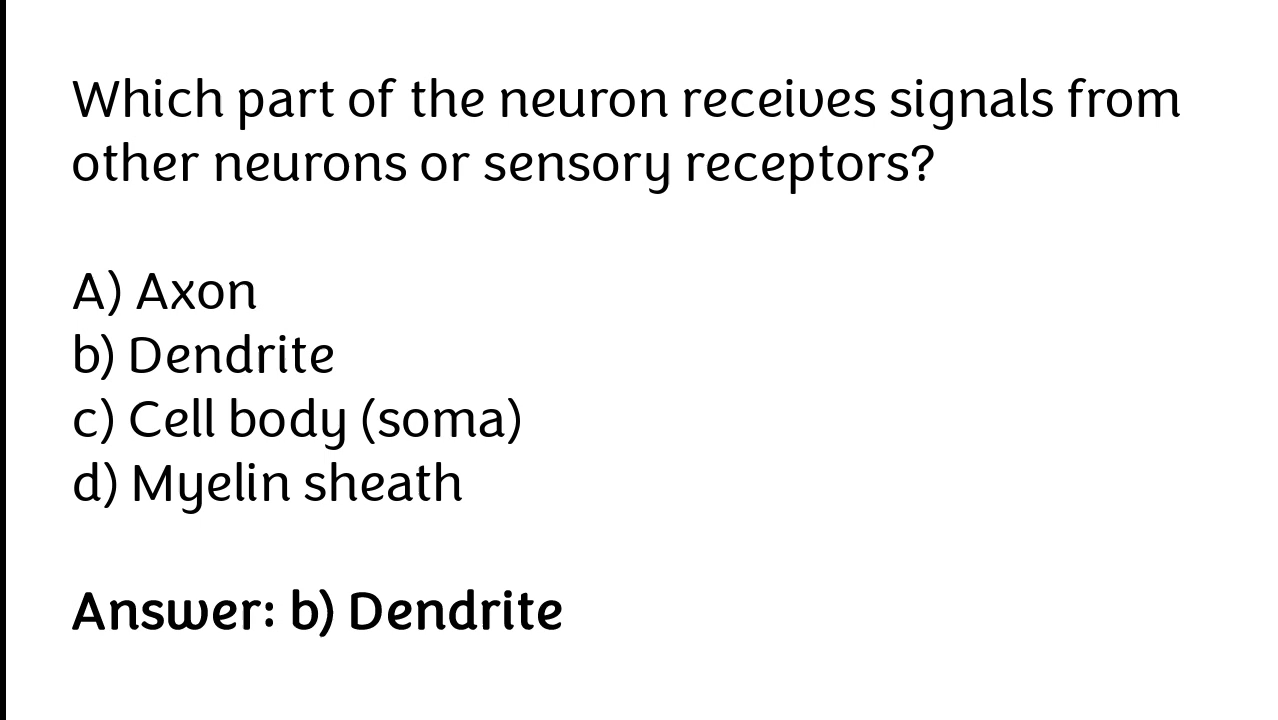 Which part of the neuron receives signals from
other neurons or sensory receptors?
A) Axon
b) Dendrite
c) Cell body (soma)
d) Myelin sheath
Answer: b) Dendrite